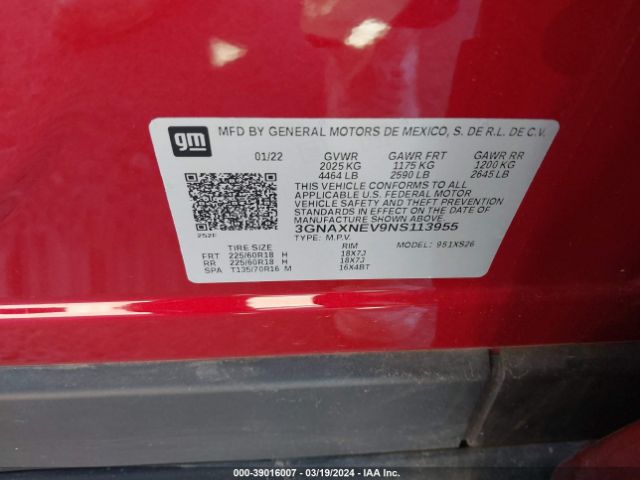 gm
MFD BY GENERAL MOTORS DE MEXICO, S. DE R.L. DE C.V.
01/22 GVWR GAWR FRT GAWR RR
2025 KG 1175 KG 1200 KG
4464 LB 2590 LB 2645 LB
THIS VEHICLE CONFORMS TO ALL
APPLICABLE U.S. FEDERAL MOTOR
VEHICLE SAFETY AND THEFT PREVENTION
STANDARDS IN EFFECT ON THE DATE OF
MANUFACTURE SHOWN ABOVE.
3GNAXNEV9NS113955
TYPE: M.P.V. MODEL: 951XS26
TIRE SIZE RIM
FRT 225/60R18 H 18X7J
RR 225/60R18 H 18X7J
SPA T135/70R16 M 16X4BT
© 39016007 - 03/19/2024 - IAA Inc.